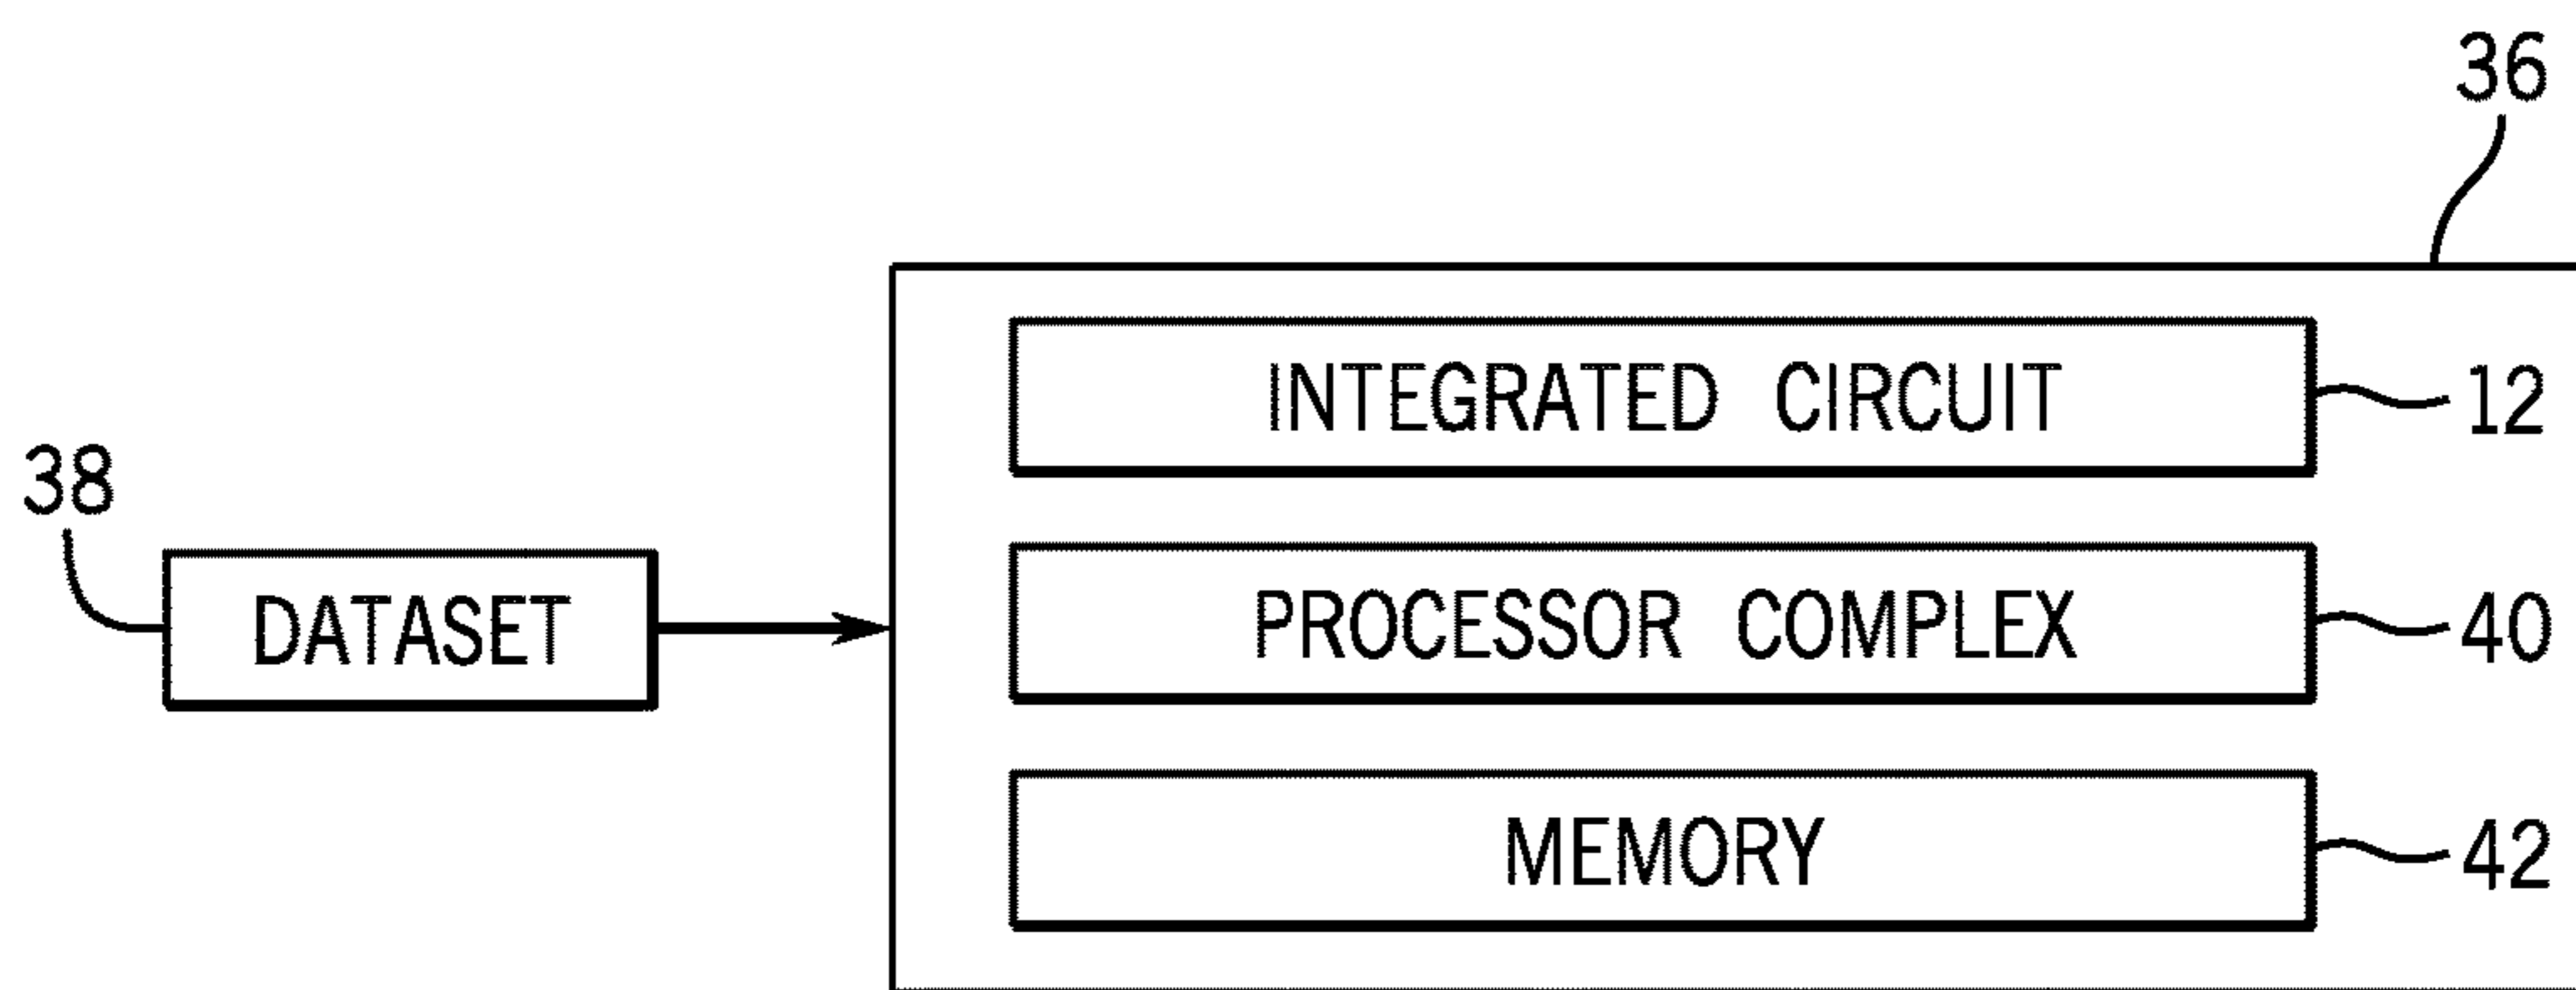 36
INTEGRATED CIRCUIT 12
38
DATASET
PROCESSOR COMPLEX 40
MEMORY 42